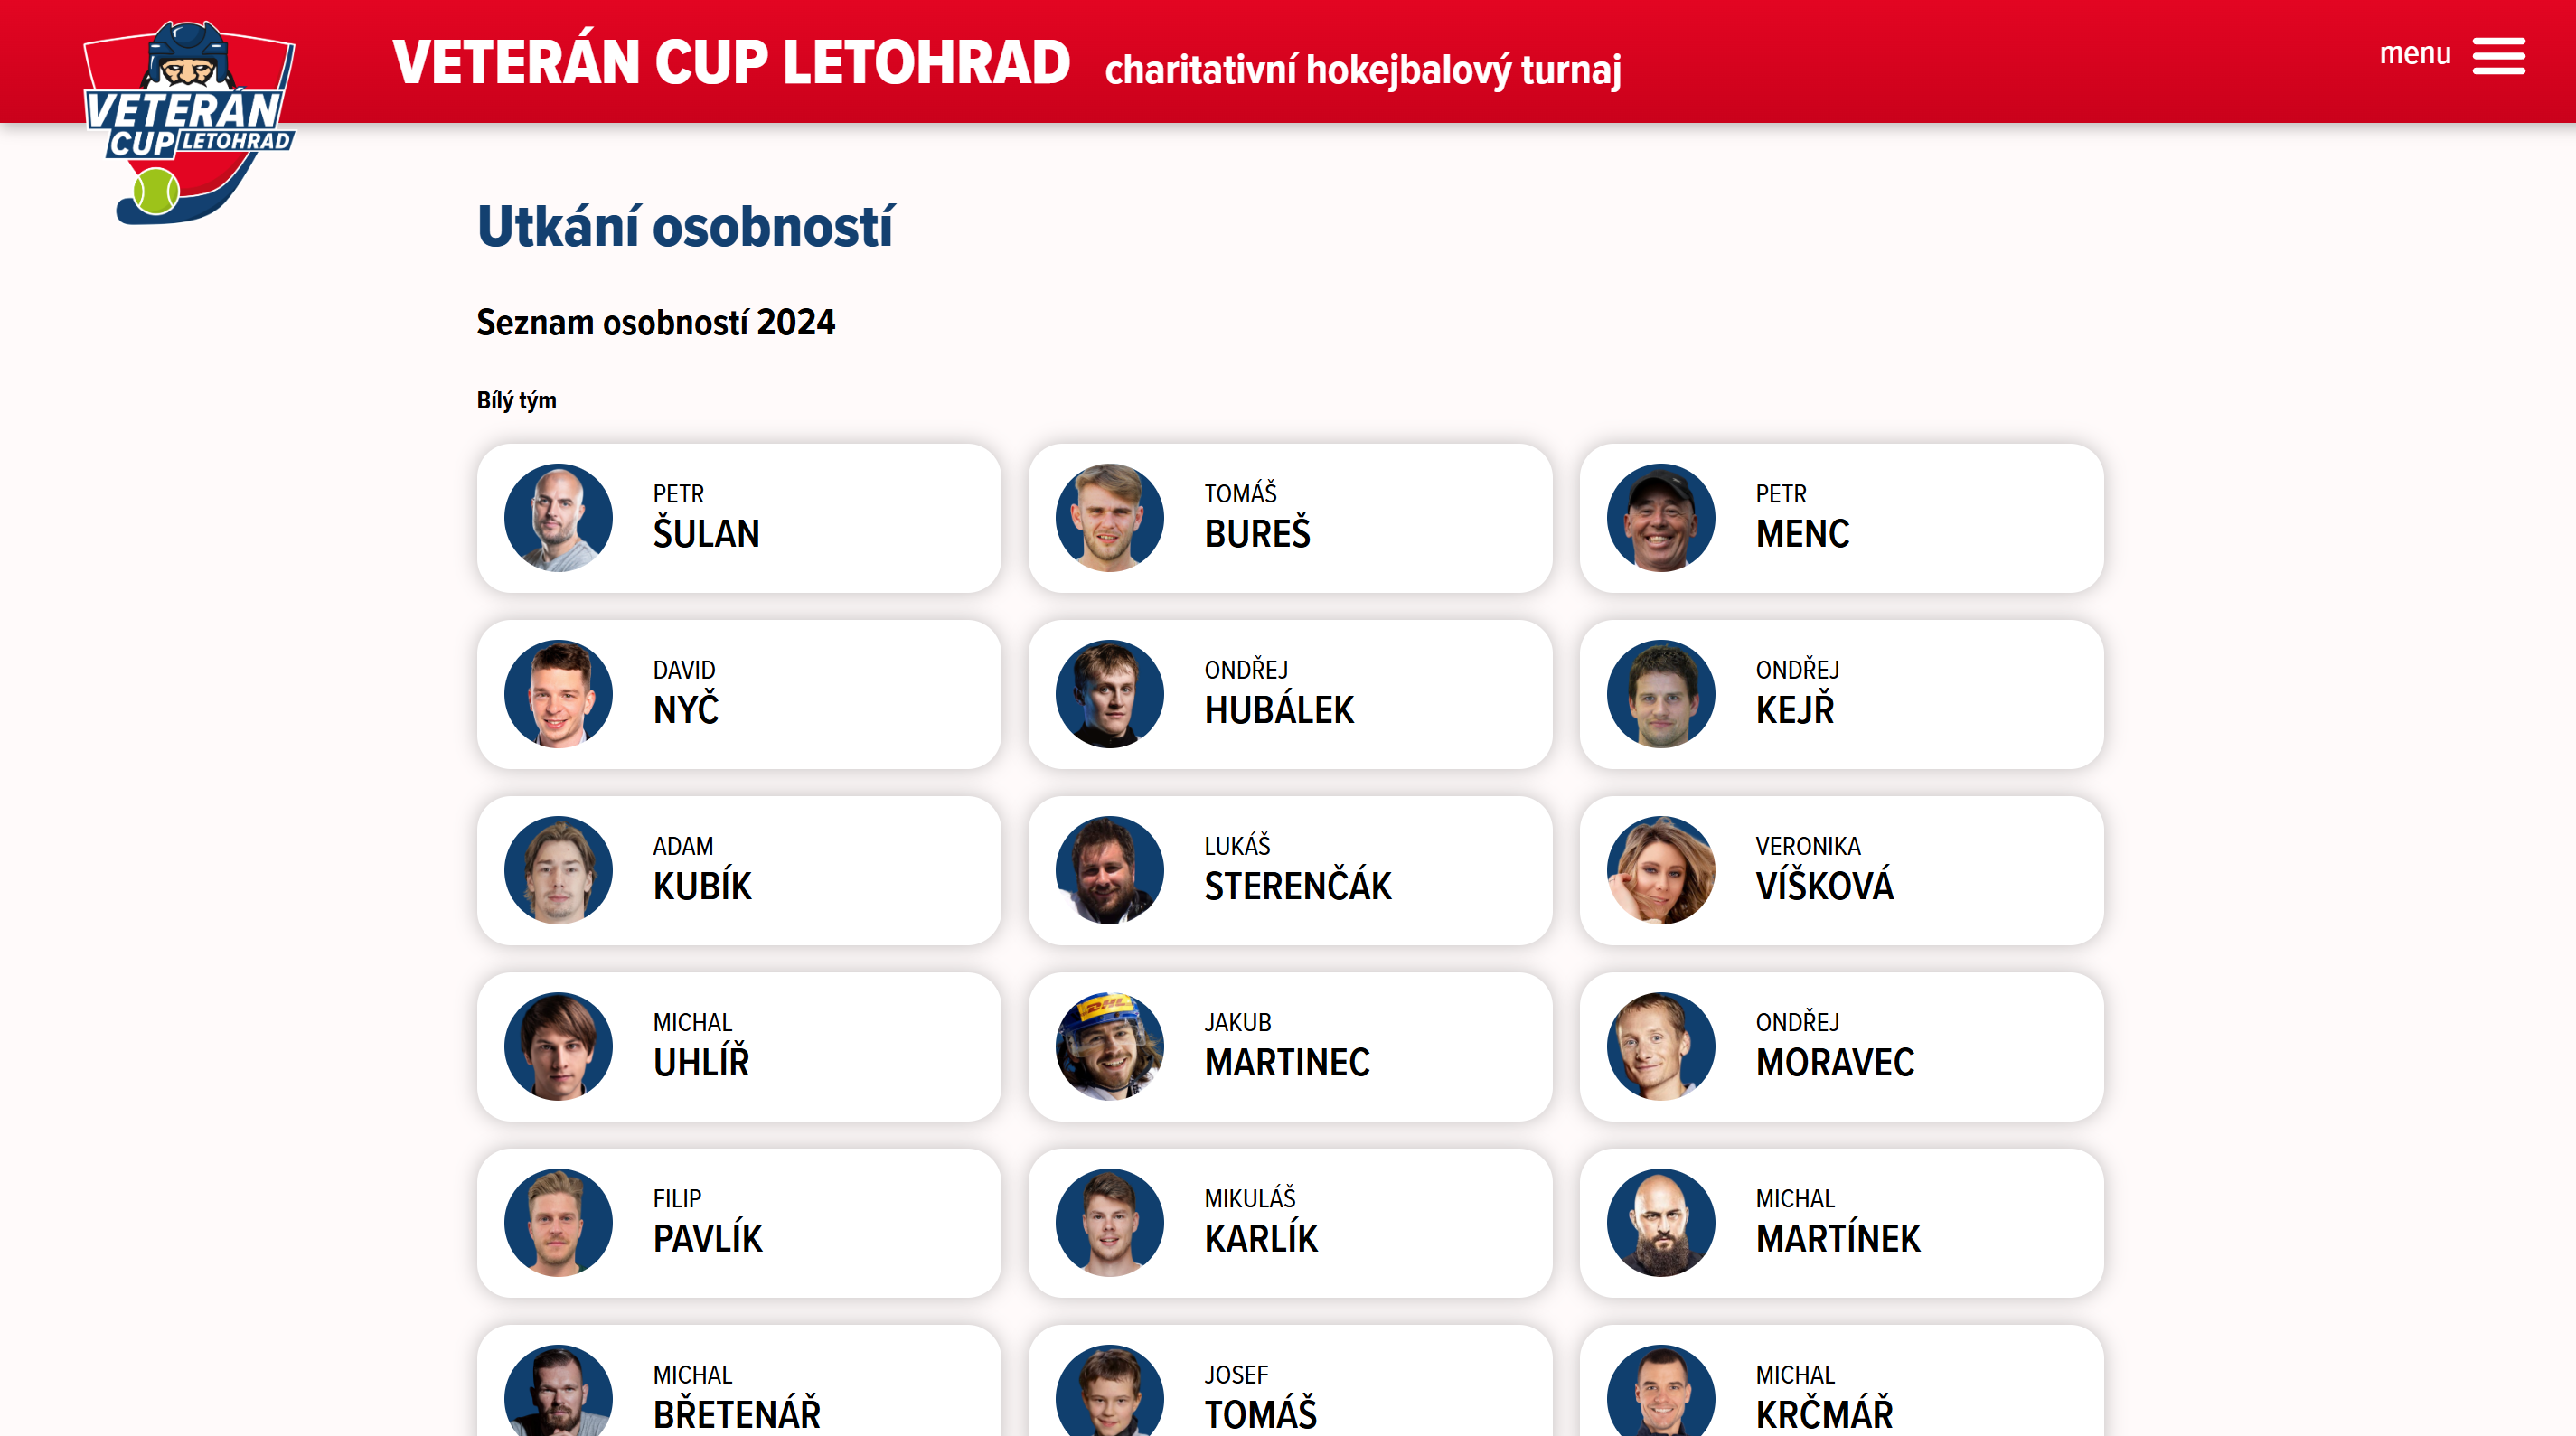 VETERÁN
CUP LETOHRAD
VETERÁN CUP LETOHRAD charitativní hokejbalový turnaj
menu
Utkání osobností
Seznam osobností 2024
Bílý tým
PETR
ŠULAN
TOMÁŠ
BUREŠ
PETR
MENC
DAVID
NYČ
ONDŘEJ
HUBÁLEK
ONDŘEJ
KEJŘ
ADAM
KUBÍK
LUKÁŠ
STERENČÁK
VERONIKA
VÍŠKOVÁ
MICHAL
UHLÍŘ
DHL
JAKUB
MARTINEC
ONDŘEJ
MORAVEC
FILIP
PAVLÍK
MIKULÁŠ
KARLÍK
MICHAL
MARTÍNEK
MICHAL
BŘETENÁŘ
JOSEF
TOMÁŠ
MICHAL
KRČMÁŘ